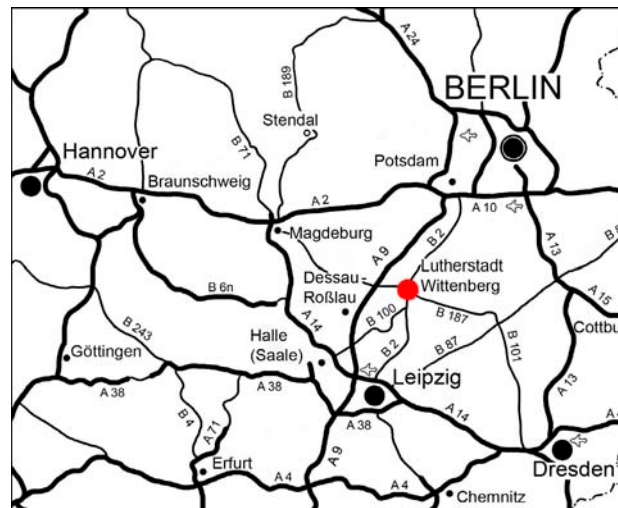 A 24
BERLIN
B 189
Stendal
B 71
Hannover
Potsdam
A 2
Braunschweig
A 2
A 10
Magdeburg
B 2
A 9
A 13
Lutherstadt
Wittenberg
Dessau-
Roßlau
B 6n
A 15
B 100
B 187
A 14
B 243
Halle
(Saale)
B 2
B 87
B 101
Cottbu
Göttingen
A 38
A 38
Leipzig
A 13
B 4
A 71
A 38
A 14
A 9
Erfurt
A 4
A 4
Dresden
Chemnitz